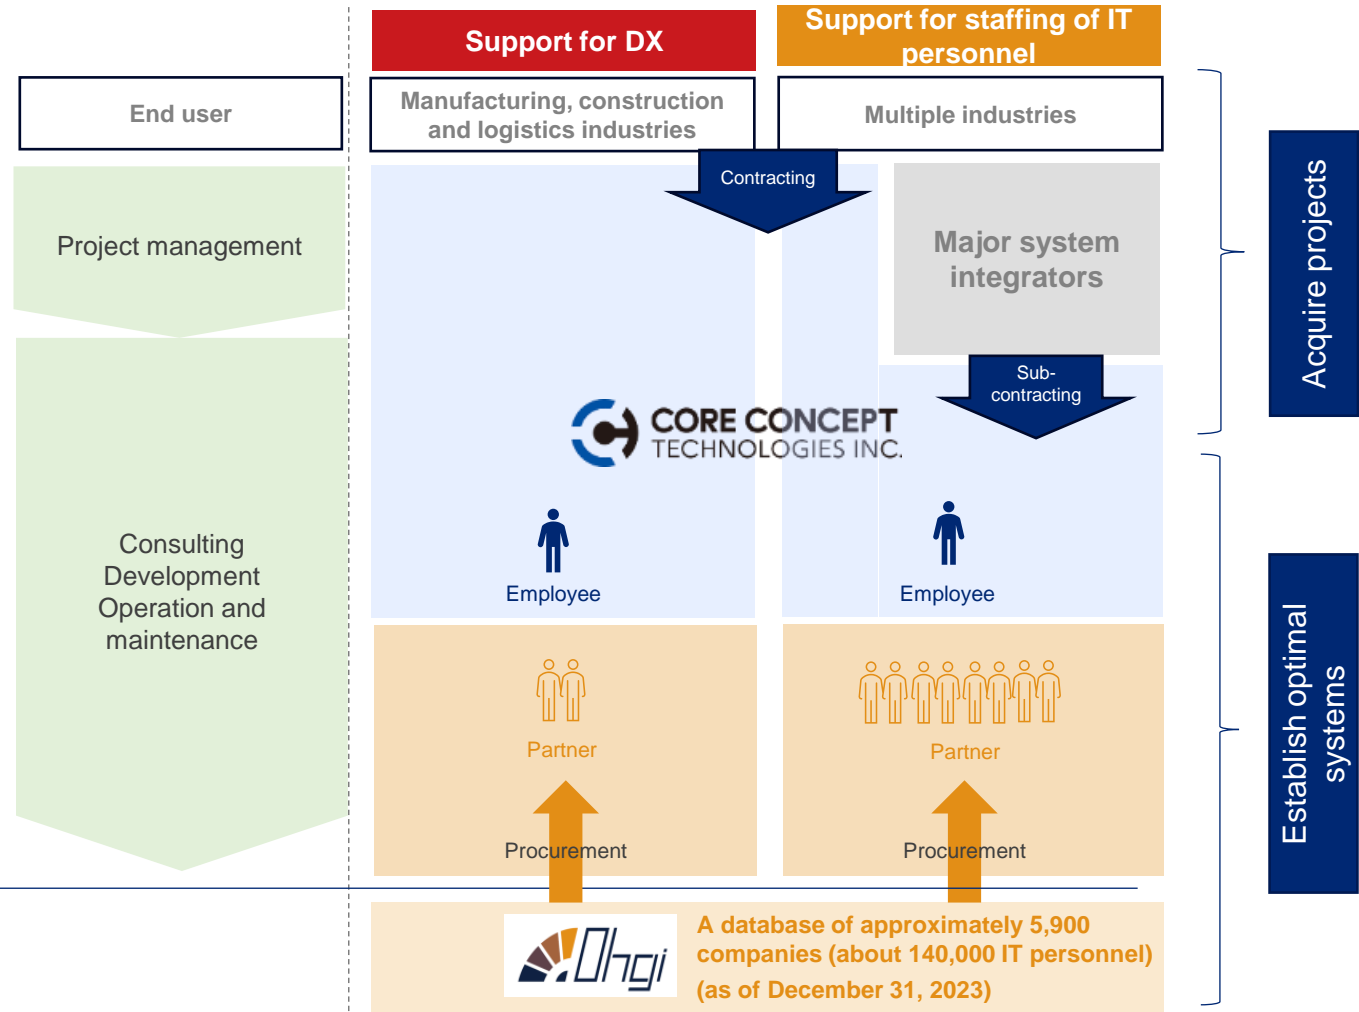 Support for DX
Support for staffing of IT
personnel
End user
Manufacturing, construction
and logistics industries
Multiple industries
Contracting
Project management
Major system
integrators
Acquire projects
Sub-
contracting
CORE CONCEPT
TECHNOLOGIES INC.
Consulting
Development
Operation and
maintenance
Employee
Employee
Partner
Partner
Establish optimal
systems
Procurement
Procurement
Ohgi
A database of approximately 5,900
companies (about 140,000 IT personnel)
(as of December 31, 2023)